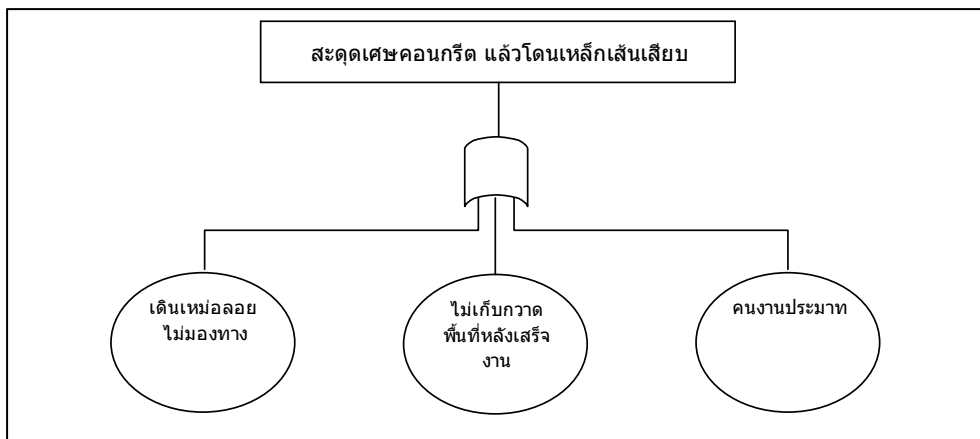 สะดุดเศษคอนกรีต แล้วโดนเหล็กเส้นเสียบ
เดินเหม่อลอย
ไม่มองทาง
ไม่เก็บกวาด
พื้นที่หลังเสร็จ
งาน
คนงานประมาท